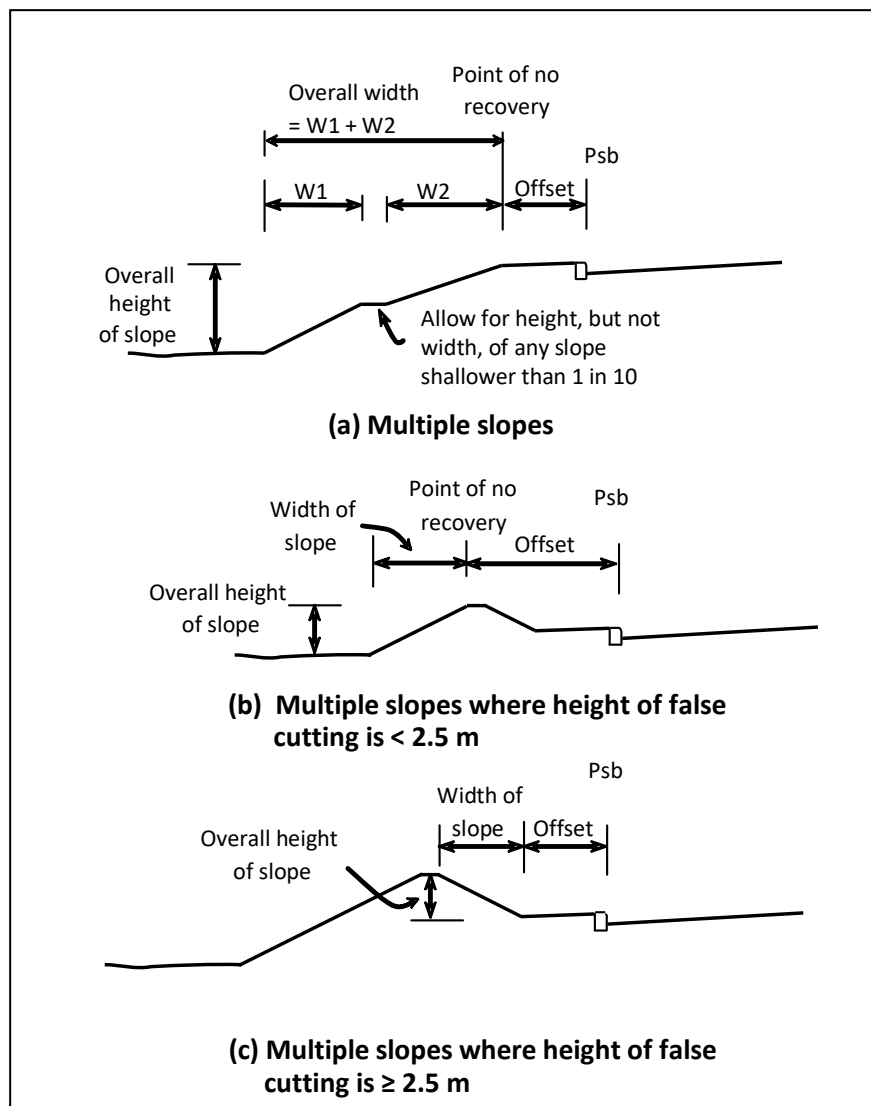 Point of no
recovery
Overall width
= W1 + W2
Psb
W1
W2
Offset
Overall
height
of slope
Allow for height, but not
width, of any slope
shallower than 1 in 10
(a) Multiple slopes
Point of no
recovery
Psb
Width of
slope
Offset
Overall height
of slope
(b) Multiple slopes where height of false
cutting is < 2.5 m
Psb
Width of
slope
Offset
Overall height
of slope
(c) Multiple slopes where height of false
cutting is ≥ 2.5 m